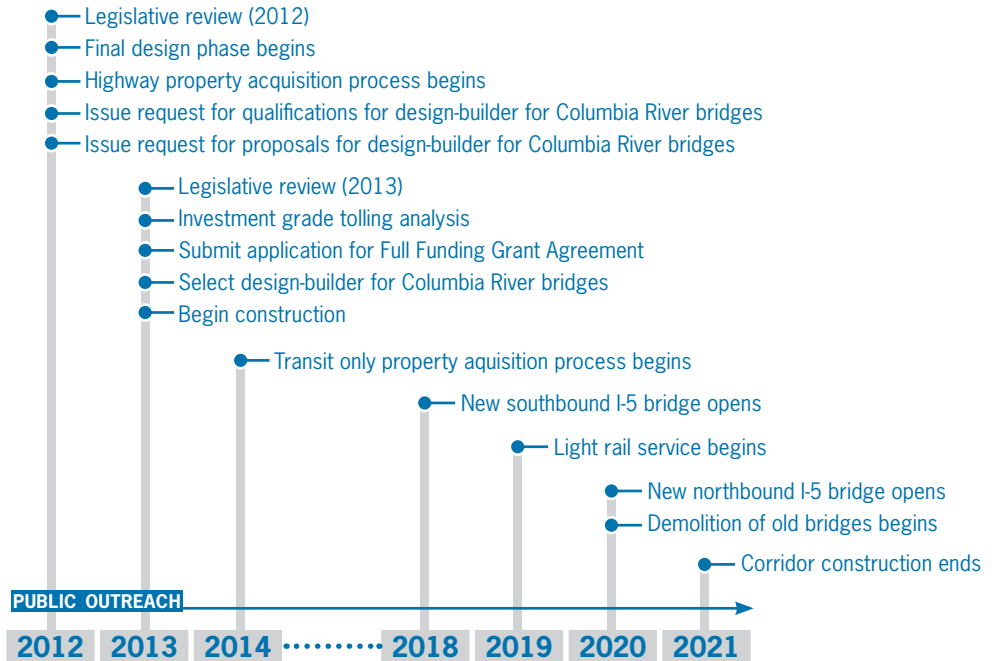 Legislative review (2012)
Final design phase begins
Highway property acquisition process begins
Issue request for qualifications for design-builder for Columbia River bridges
Issue request for proposals for design-builder for Columbia River bridges
Legislative review (2013)
Investment grade tolling analysis
Submit application for Full Funding Grant Agreement
Select design-builder for Columbia River bridges
Begin construction
Transit only property aquisition process begins
New southbound I-5 bridge opens
Light rail service begins
New northbound I-5 bridge opens
Demolition of old bridges begins
Corridor construction ends
PUBLIC OUTREACH
2012 2013 2014 2018 2019 2020 2021